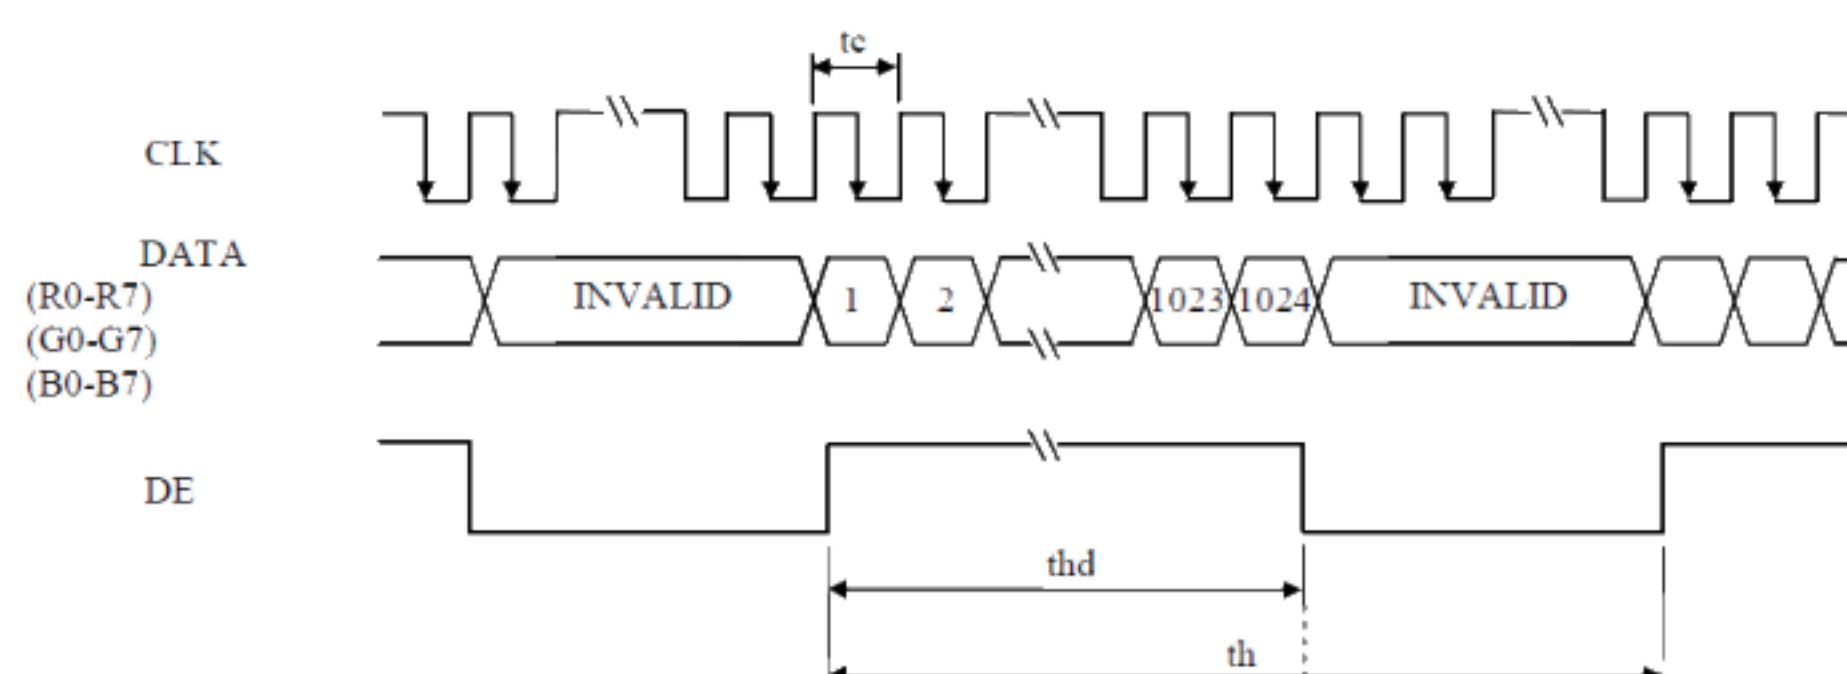 tc
CLK
DATA
(R0-R7)
(G0-G7)
(B0-B7)
INVALID 1 2 1023 1024 INVALID
DE
thd
th